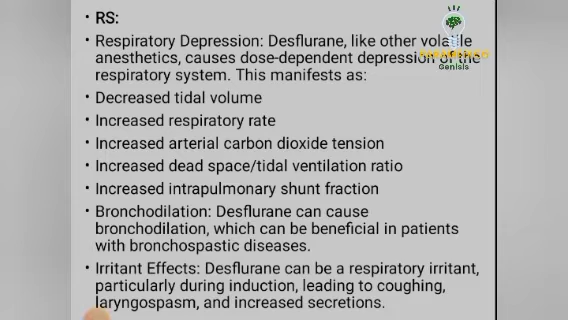 • RS:
• Respiratory Depression: Desflurane, like other volatile
anesthetics, causes dose-dependent depression of the
respiratory system. This manifests as:
• Decreased tidal volume
• Increased respiratory rate
• Increased arterial carbon dioxide tension
• Increased dead space/tidal ventilation ratio
• Increased intrapulmonary shunt fraction
• Bronchodilation: Desflurane can cause
bronchodilation, which can be beneficial in patients
with bronchospastic diseases.
• Irritant Effects: Desflurane can be a respiratory irritant,
particularly during induction, leading to coughing,
laryngospasm, and increased secretions.
Genisis